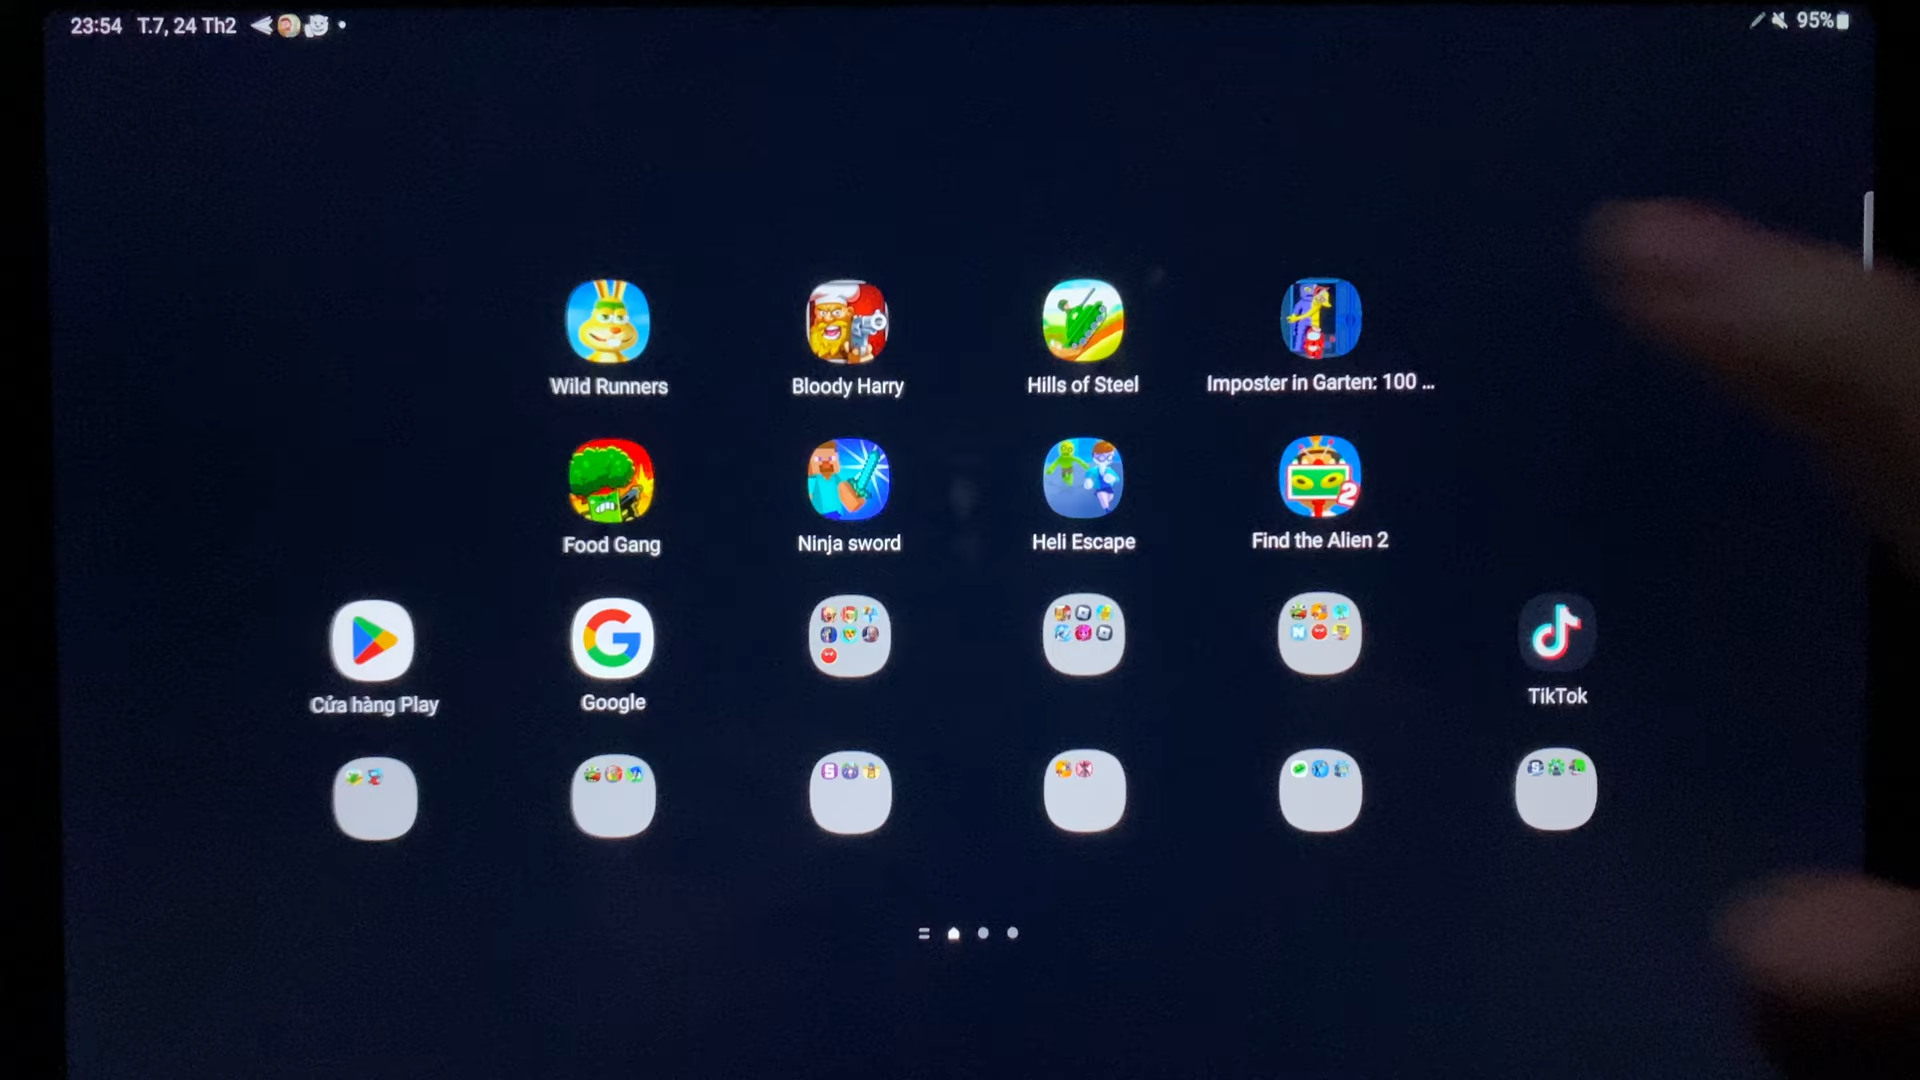 23:54 T.7, 24 Th2
95%
Wild Runners
Bloody Harry
Hills of Steel
Imposter in Garten: 100 ...
Food Gang
Ninja sword
Heli Escape
Find the Alien 2
2
Cửa hàng Play
Google
TikTok